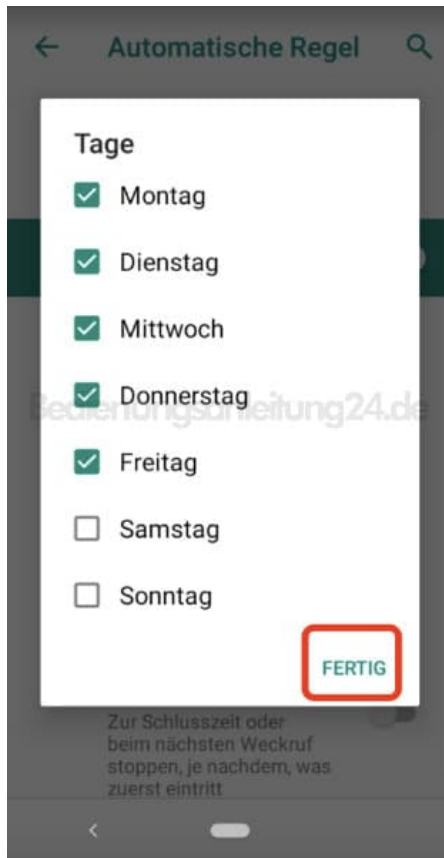 Automatische Regel
Tage
Montag
Dienstag
Mittwoch
Donnerstag
Bedienungsanleitung24.de
Freitag
Samstag
Sonntag
FERTIG
Zur Schlusszeit oder
beim nächsten Weckruf
stoppen, je nachdem, was
zuerst eintritt